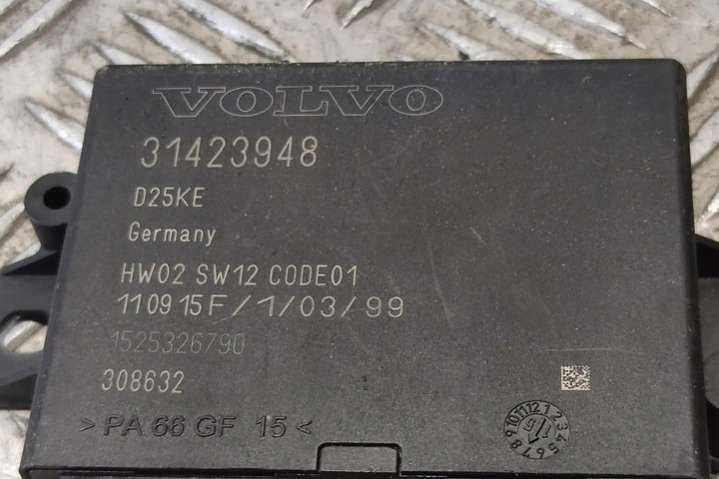 VOLVO
31423948
D25KE
Germany
HW02 SW12 CODE01
110915F/1/03/99
1525326790
308632
>PA 66 GF 15<